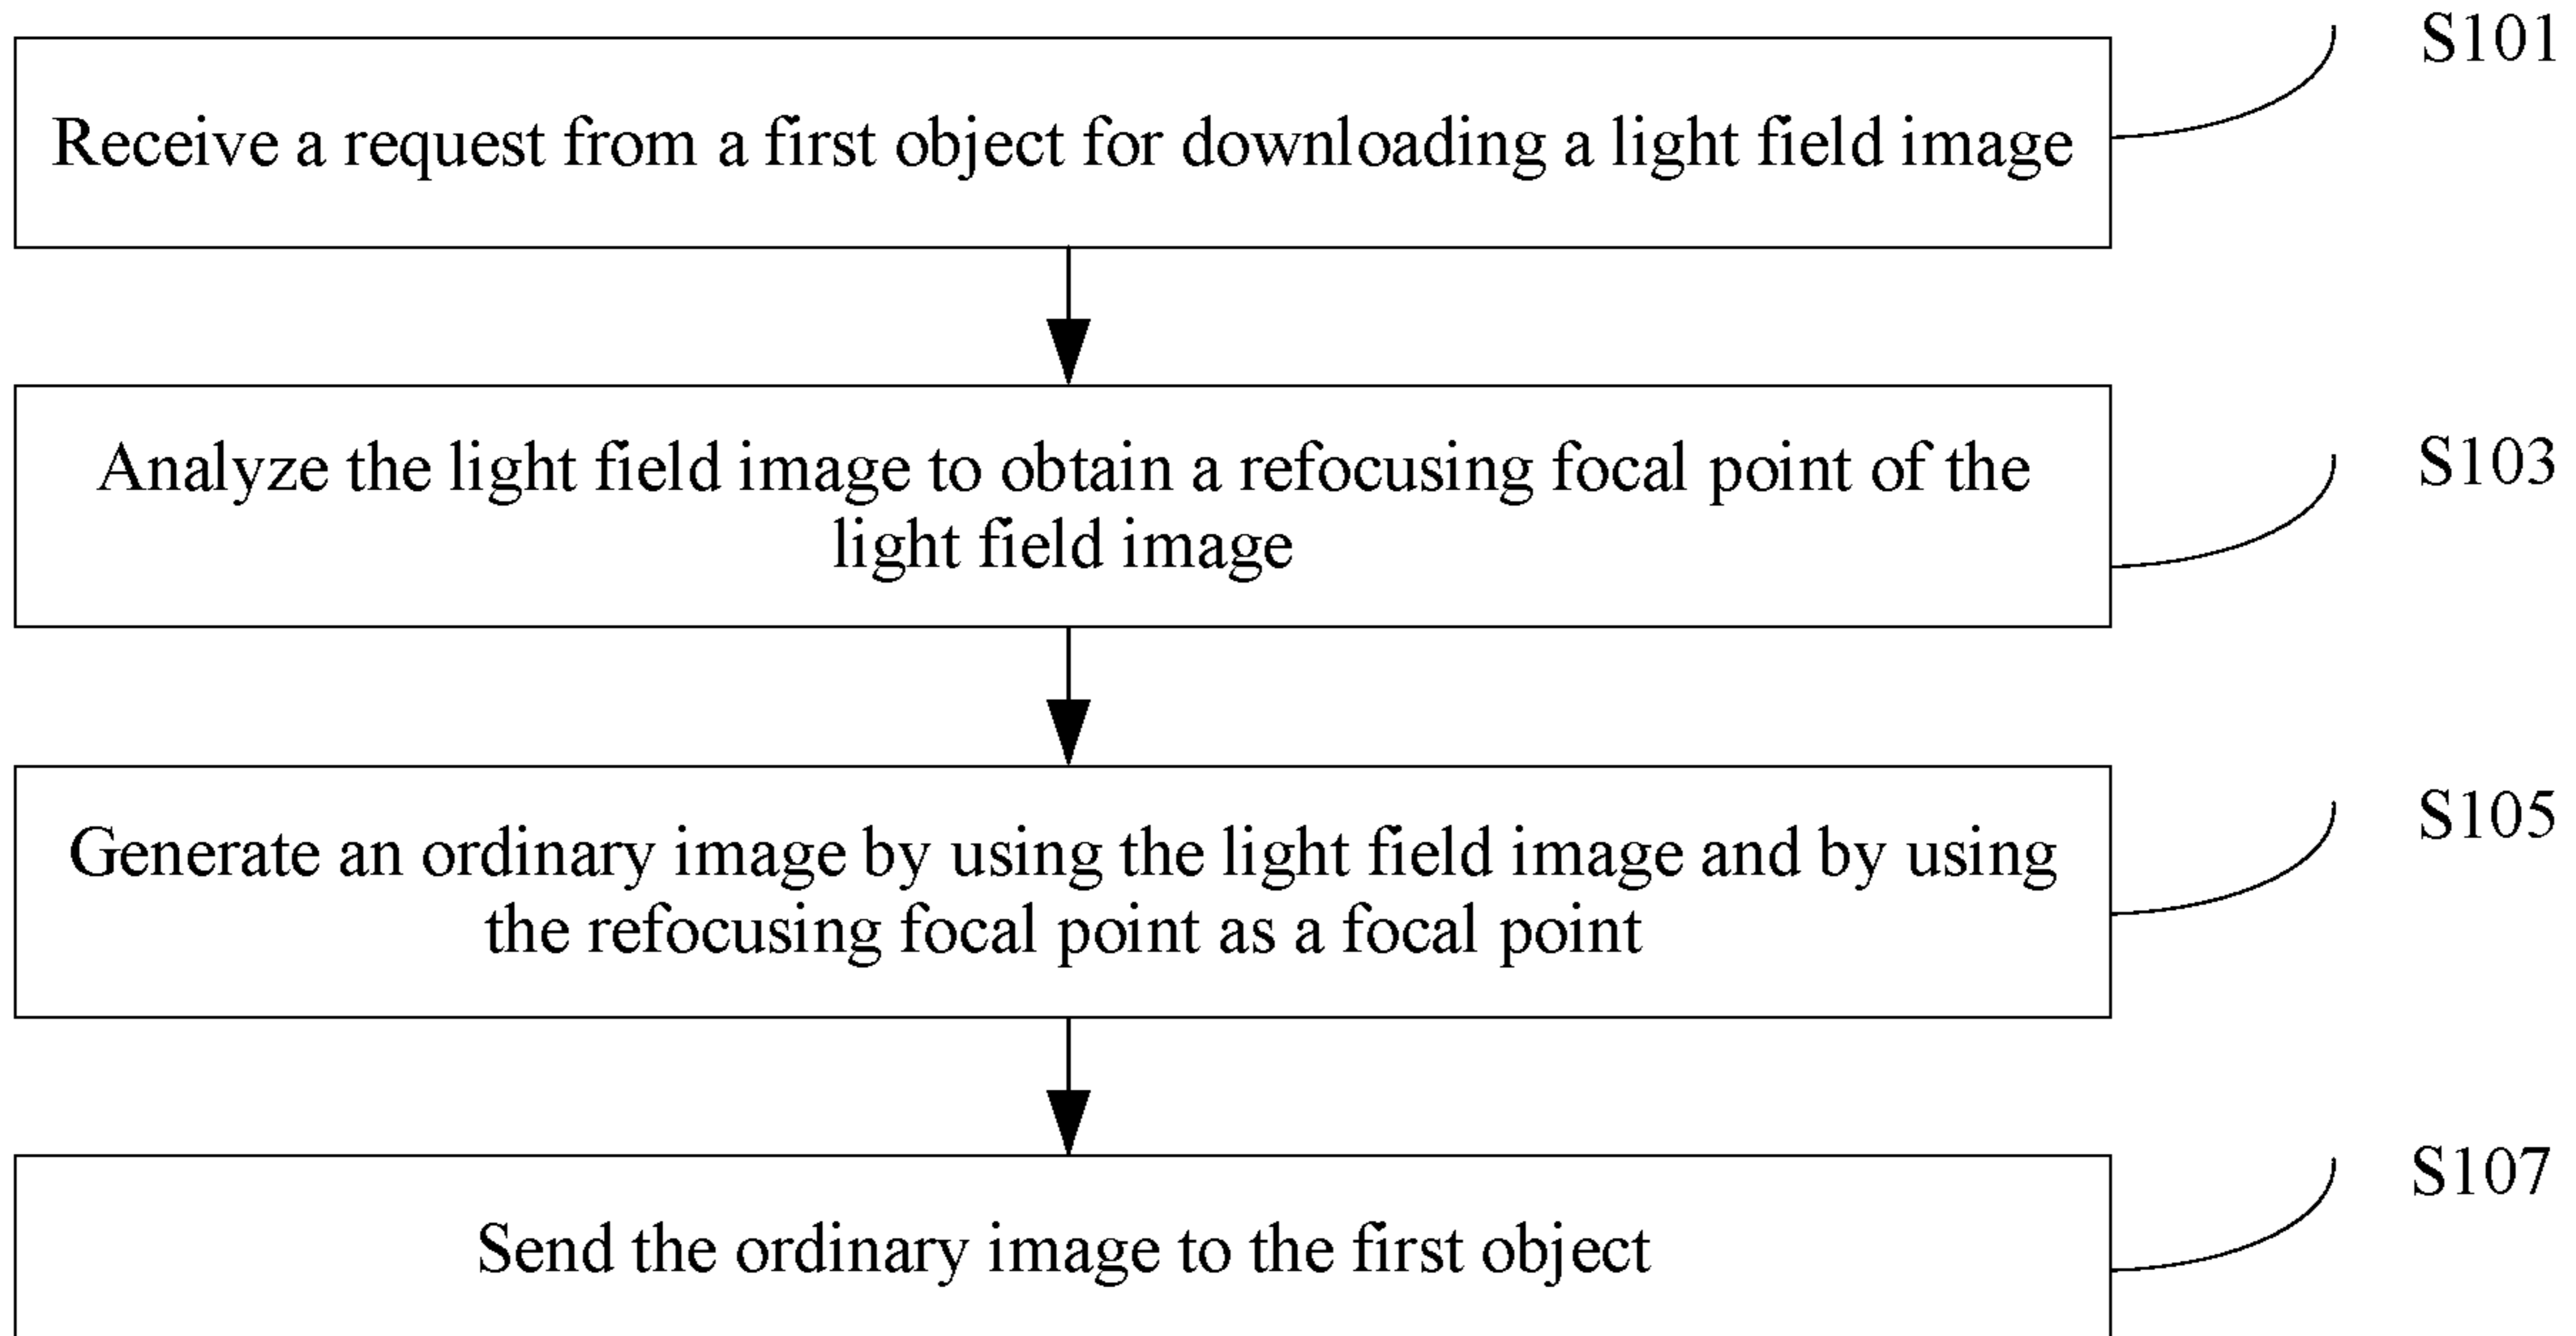 S101
Receive a request from a first object for downloading a light field image
S103
Analyze the light field image to obtain a refocusing focal point of the
light field image
S105
Generate an ordinary image by using the light field image and by using
the refocusing focal point as a focal point
S107
Send the ordinary image to the first object